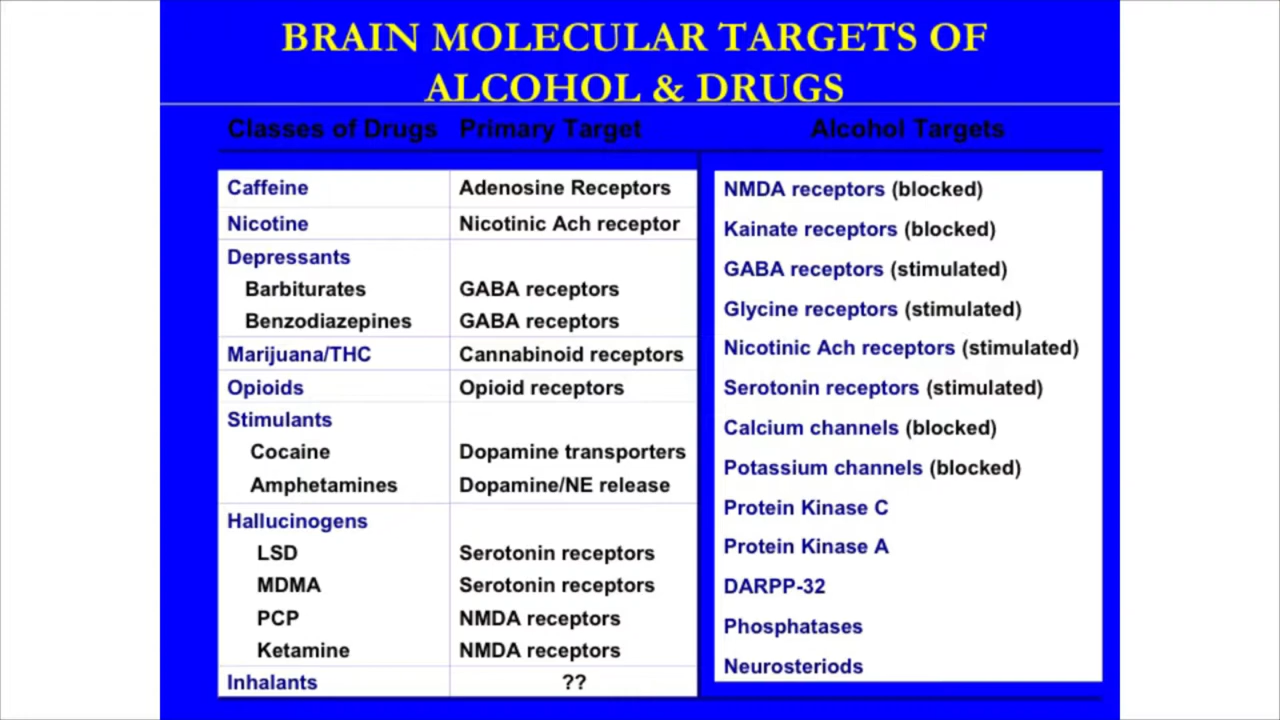 BRAIN MOLECULAR TARGETS OF
ALCOHOL & DRUGS
Classes of Drugs Primary Target Alcohol Targets
Caffeine Adenosine Receptors
Nicotine Nicotinic Ach receptor
Depressants
Barbiturates GABA receptors
Benzodiazepines GABA receptors
Marijuana/THC Cannabinoid receptors
Opioids Opioid receptors
Stimulants
Cocaine Dopamine transporters
Amphetamines Dopamine/NE release
Hallucinogens
LSD Serotonin receptors
MDMA Serotonin receptors
PCP NMDA receptors
Ketamine NMDA receptors
Inhalants ??
NMDA receptors (blocked)
Kainate receptors (blocked)
GABA receptors (stimulated)
Glycine receptors (stimulated)
Nicotinic Ach receptors (stimulated)
Serotonin receptors (stimulated)
Calcium channels (blocked)
Potassium channels (blocked)
Protein Kinase C
Protein Kinase A
DARPP-32
Phosphatases
Neurosteriods